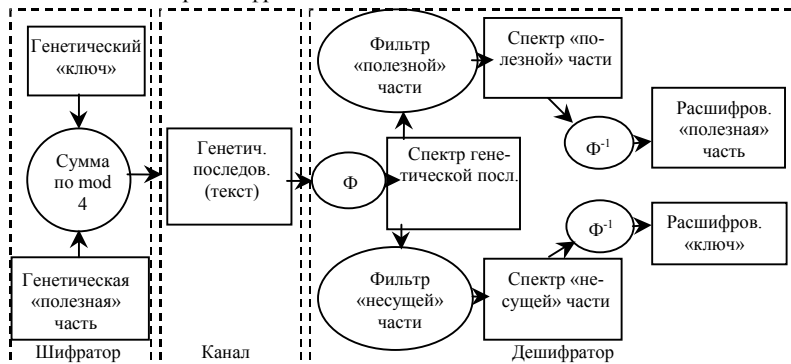 Генетический
«ключ»
Сумма
по mod
4
Генетическая
«полезная»
часть
Шифратор
Генетич.
последов.
(текст)
Канал
Ф
Фильтр
«полезной»
части
Спектр гене-
тической посл.
Фильтр
«несущей»
части
Спектр «по-
лезной» части
Ф-1
Расшифров.
«полезная»
часть
Спектр «не-
сущей» части
Ф-1
Расшифров.
«ключ»
Дешифратор